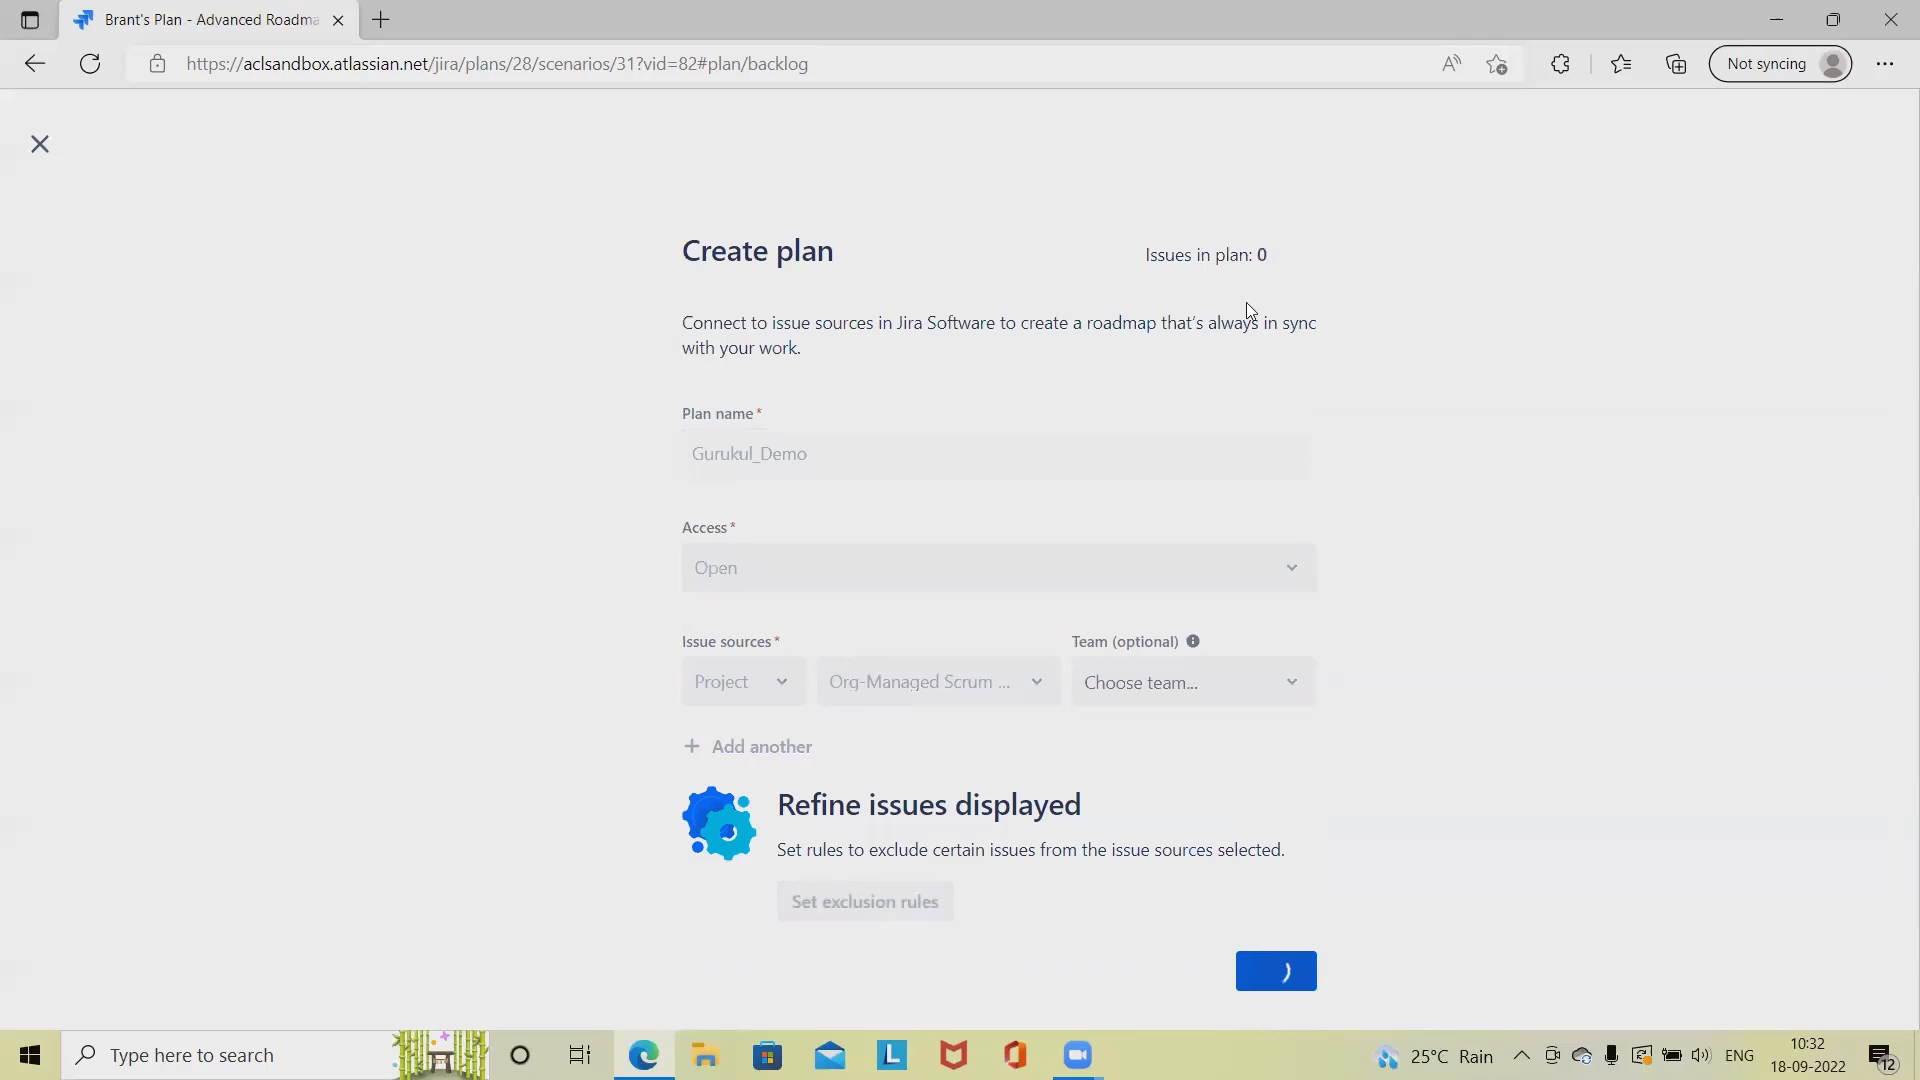 Brant's Plan - Advanced Roadma
https://aclsandbox.atlassian.net/jira/plans/28/scenarios/31?vid=82#plan/backlog
Not syncing
Create plan
Issues in plan: 0
Connect to issue sources in Jira Software to create a roadmap that's always in sync
with your work.
Plan name*
Gurukul_Demo
Access*
Open
Issue sources*
Team (optional)
Project
Org-Managed Scrum ...
Choose team...
+ Add another
Refine issues displayed
Set rules to exclude certain issues from the issue sources selected.
Set exclusion rules
Type here to search
25°C Rain
ENG
10:32
18-09-2022
12